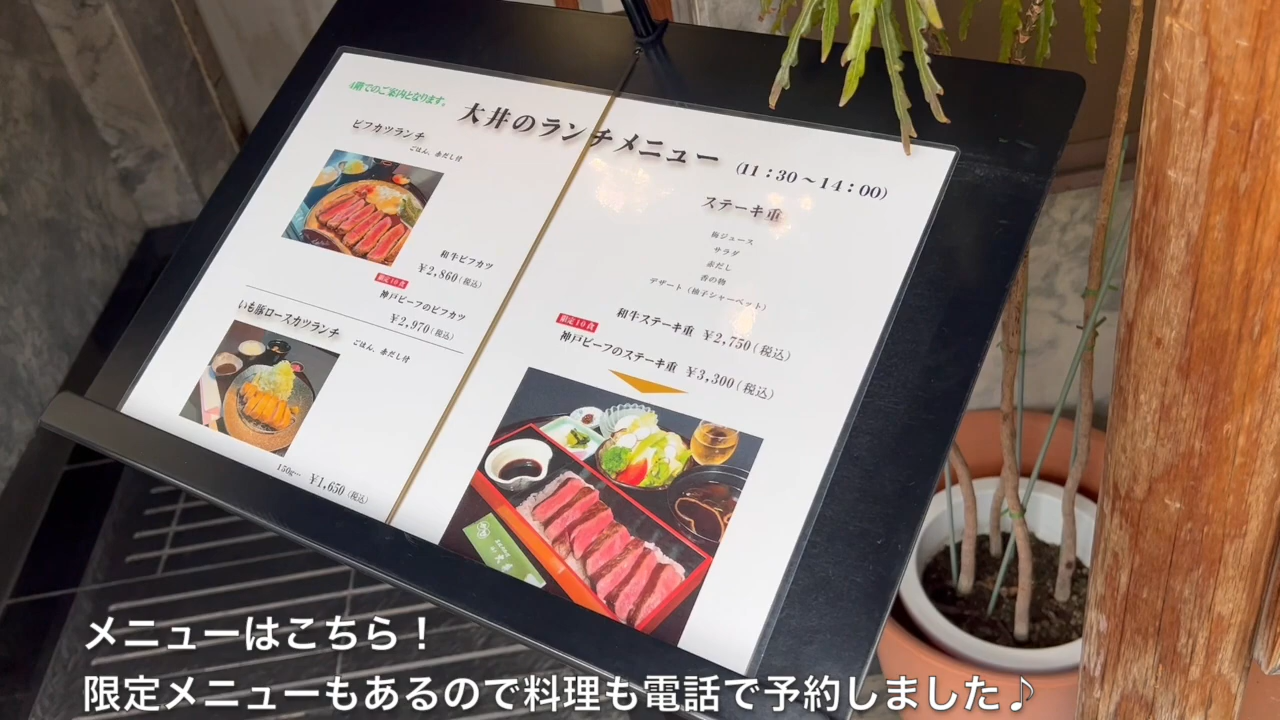 4階でのご案内となります。
大井のランチメニュー (11：30～14：00)
ビフカツランチ
ごはん、赤だし付
和牛ビフカツ
¥2,860(税込)
限定10食
神戸ビーフのビフカツ
¥2,970(税込)
いも豚ロースカツランチ
ごはん、赤だし付
150g… ¥1,650(税込)
ステーキ重
梅ジュース
サラダ
赤だし
香の物
デザート（柚子シャーベット）
和牛ステーキ重 ¥2,750(税込)
限定10食
神戸ビーフのステーキ重 ¥3,300(税込)
メニューはこちら！
限定メニューもあるので料理も電話で予約しました♪